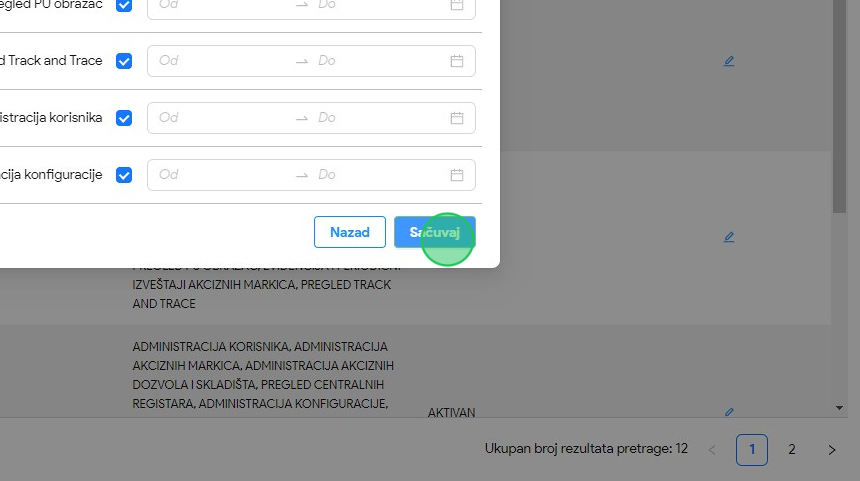 egled PU obrazac
Od
Do
d Track and Trace
Od
Do
istracija korisnika
Od
Do
cija konfiguracije
Od
Do
Nazad
Sačuvaj
PREGLED PU OBRAZAC, EVIDENCIJA I PERIODIČNI
IZVEŠTAJI AKCIZNIH MARKICA, PREGLED TRACK
AND TRACE
ADMINISTRACIJA KORISNIKA, ADMINISTRACIJA
AKCIZNIH MARKICA, ADMINISTRACIJA AKCIZNIH
DOZVOLA I SKLADIŠTA, PREGLED CENTRALNIH
REGISTARA, ADMINISTRACIJA KONFIGURACIJE,
AKTIVAN
Ukupan broj rezultata pretrage: 12
1
2